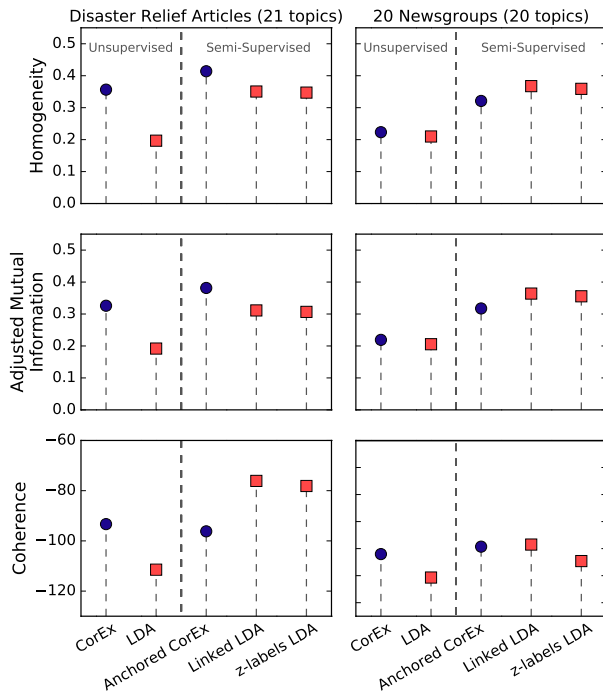 Disaster Relief Articles (21 topics)
20 Newsgroups (20 topics)
Unsupervised
Semi-Supervised
Unsupervised
Semi-Supervised
Homogeneity
0.5
0.4
0.3
0.2
0.1
0.0
Adjusted Mutual
Information
0.5
0.4
0.3
0.2
0.1
0.0
Coherence
−60
−80
−100
−120
CorEx
LDA
Anchored CorEx
Linked LDA
z-labels LDA
CorEx
LDA
Anchored CorEx
Linked LDA
z-labels LDA